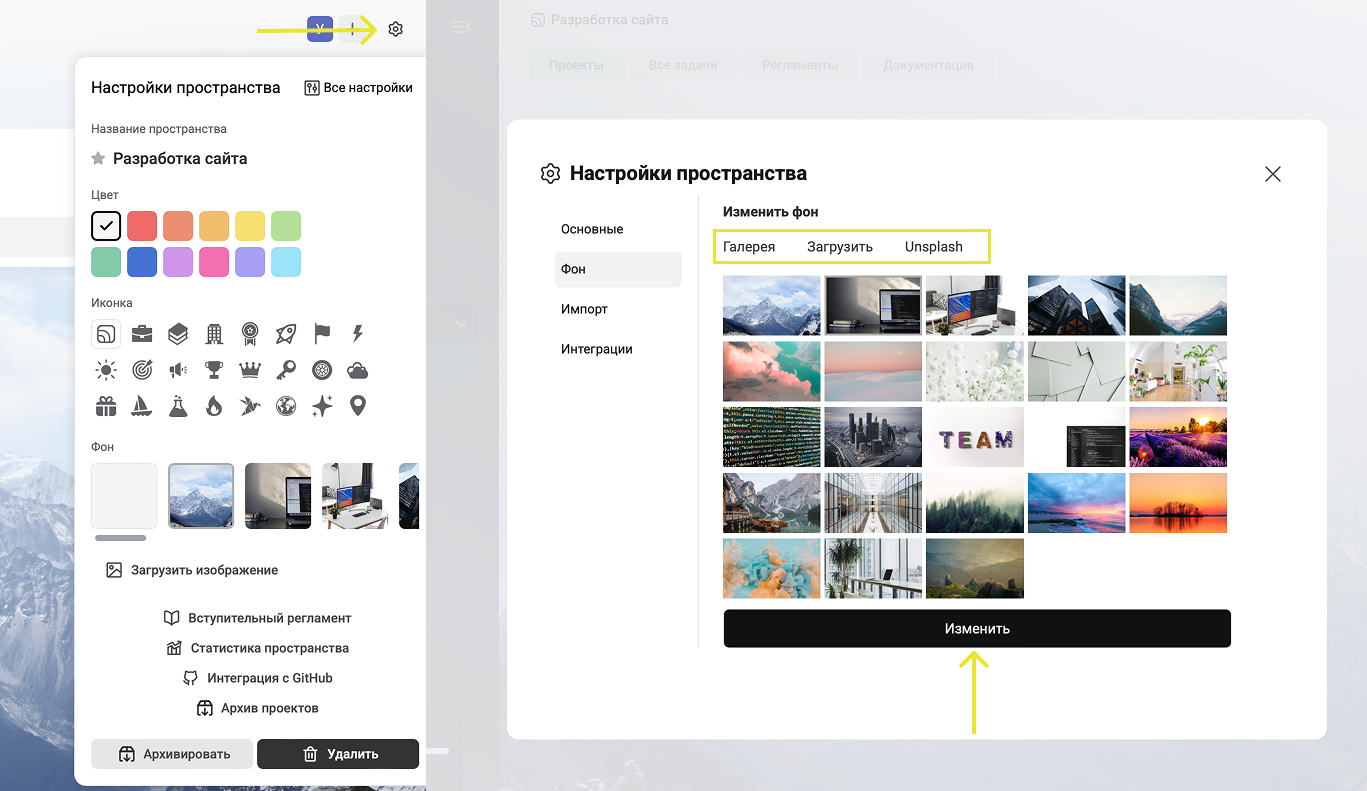 У
Настройки пространства
Все настройки
Название пространства
Разработка сайта
Цвет
Иконка
Фон
Загрузить изображение
Вступительный регламент
Статистика пространства
Интеграция с GitHub
Архив проектов
Архивировать
Удалить
Разработка сайта
Проекты
Все задачи
Регламенты
Документация
Настройки пространства
Основные
Фон
Импорт
Интеграции
Изменить фон
Галерея
Загрузить
Unsplash
TEAM
Изменить